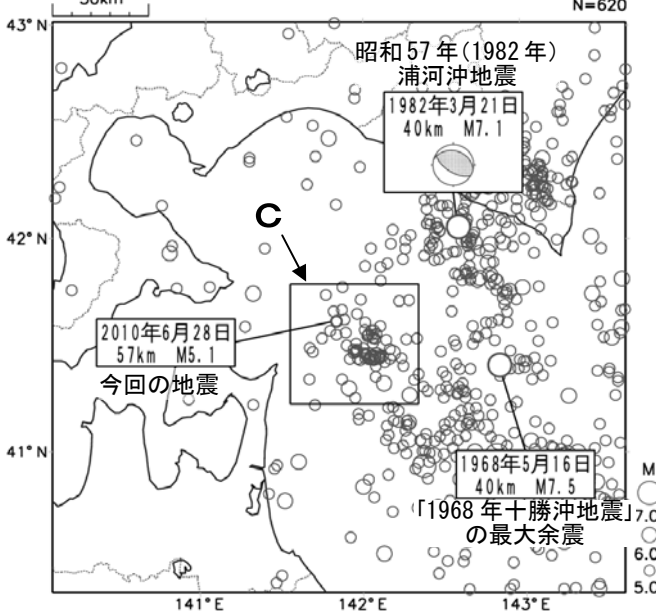 N=620
43°N
昭和57年(1982年)
浦河沖地震
1982年3月21日
40km M7.1
C
42°N
2010年6月28日
57km M5.1
今回の地震
41°N
1968年5月16日
40km M7.5
「1968年十勝沖地震」
の最大余震
M
7.0
6.0
5.0
141°E
142°E
143°E